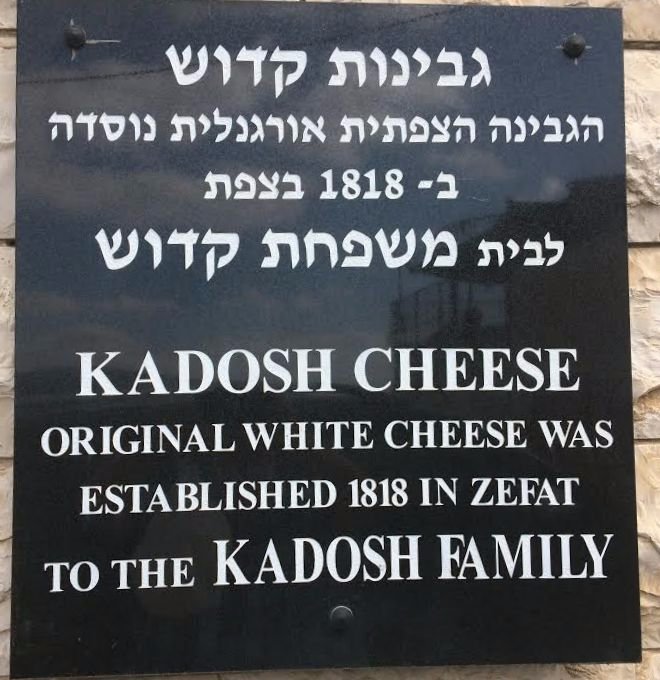 גבינות קדוש
הגבינה הצפתית אורגנלית נוסדה
ב- 1818 בצפת
לבית משפחת קדוש
KADOSH CHEESE
ORIGINAL WHITE CHEESE WAS
ESTABLISHED 1818 IN ZEFAT
TO THE KADOSH FAMILY